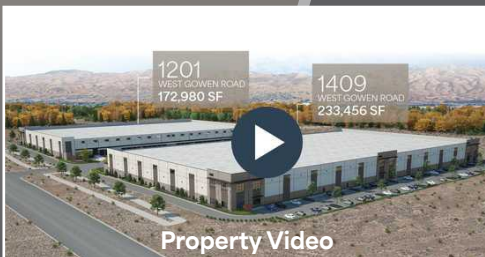 1201
WEST GOWEN ROAD
172,980 SF
1409
WEST GOWEN ROAD
233,456 SF
Property Video